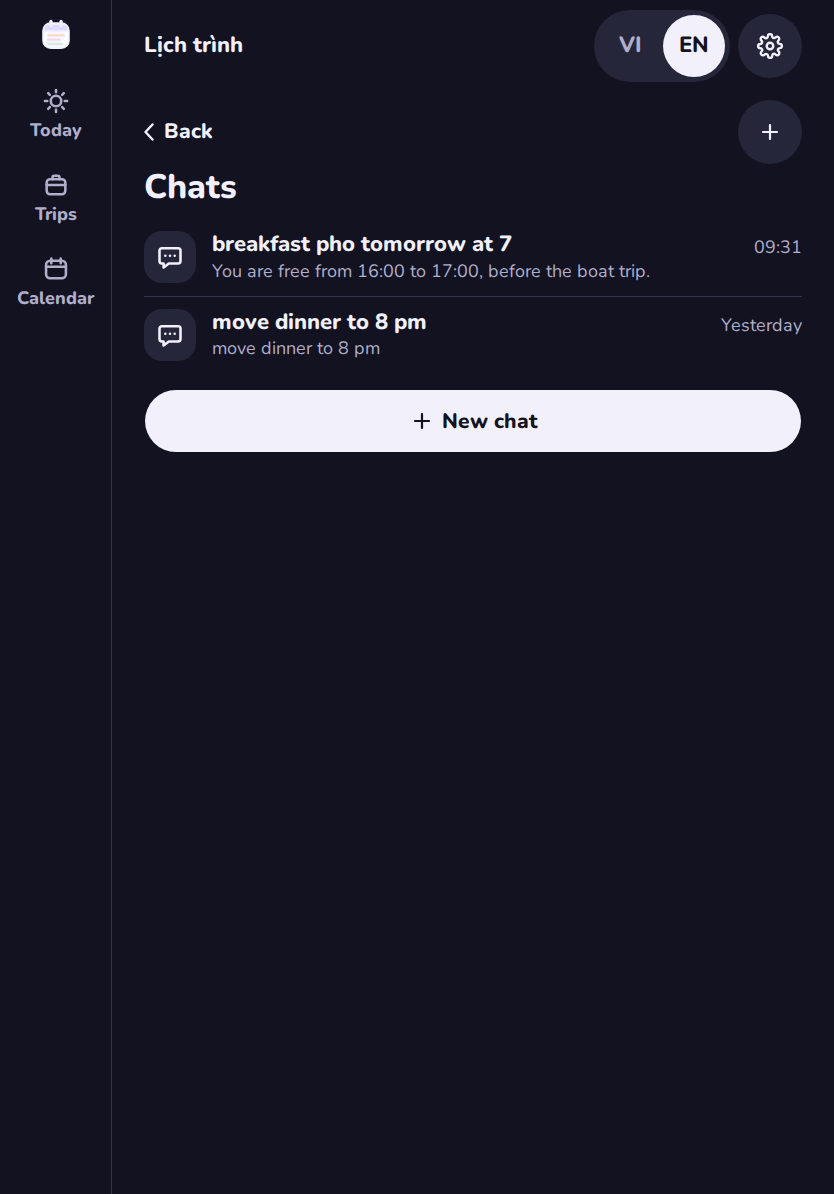 Lịch trình
VI
EN
Today
Trips
Calendar
Back
Chats
breakfast pho tomorrow at 7
09:31
You are free from 16:00 to 17:00, before the boat trip.
move dinner to 8 pm
Yesterday
move dinner to 8 pm
New chat